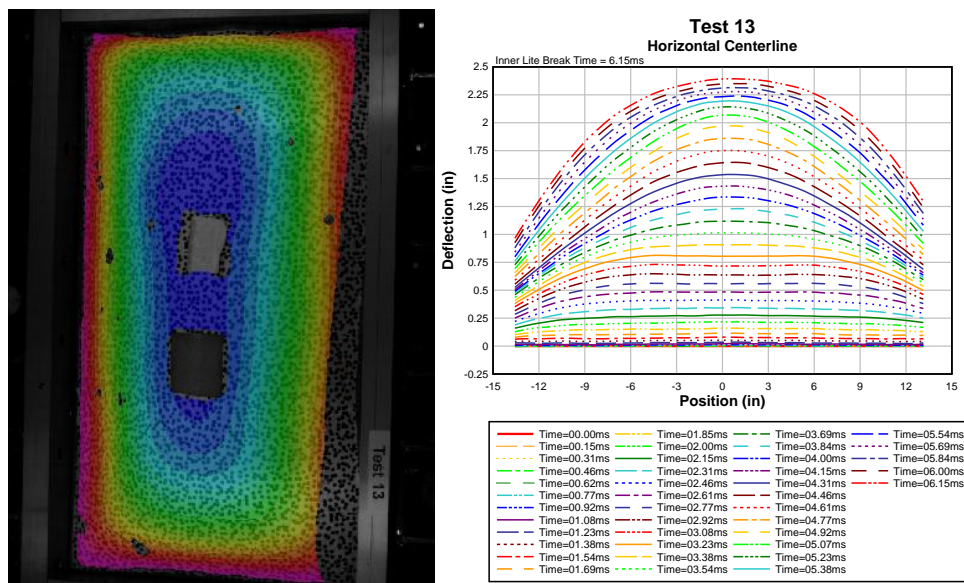 Test 13
Test 13
Horizontal Centerline
Inner Lite Break Time = 6.15ms
2.5
2.25
2
1.75
1.5
1.25
1
0.75
0.5
0.25
0
-0.25
Deflection (in)
-15 -12 -9 -6 -3 0 3 6 9 12 15
Position (in)
Time=00.00ms Time=01.85ms Time=03.69ms Time=05.54ms
Time=00.15ms Time=02.00ms Time=03.84ms Time=05.69ms
Time=00.31ms Time=02.15ms Time=04.00ms Time=05.84ms
Time=00.46ms Time=02.31ms Time=04.15ms Time=06.00ms
Time=00.62ms Time=02.46ms Time=04.31ms Time=06.15ms
Time=00.77ms Time=02.61ms Time=04.46ms
Time=00.92ms Time=02.77ms Time=04.61ms
Time=01.08ms Time=02.92ms Time=04.77ms
Time=01.23ms Time=03.08ms Time=04.92ms
Time=01.38ms Time=03.23ms Time=05.07ms
Time=01.54ms Time=03.38ms Time=05.23ms
Time=01.69ms Time=03.54ms Time=05.38ms